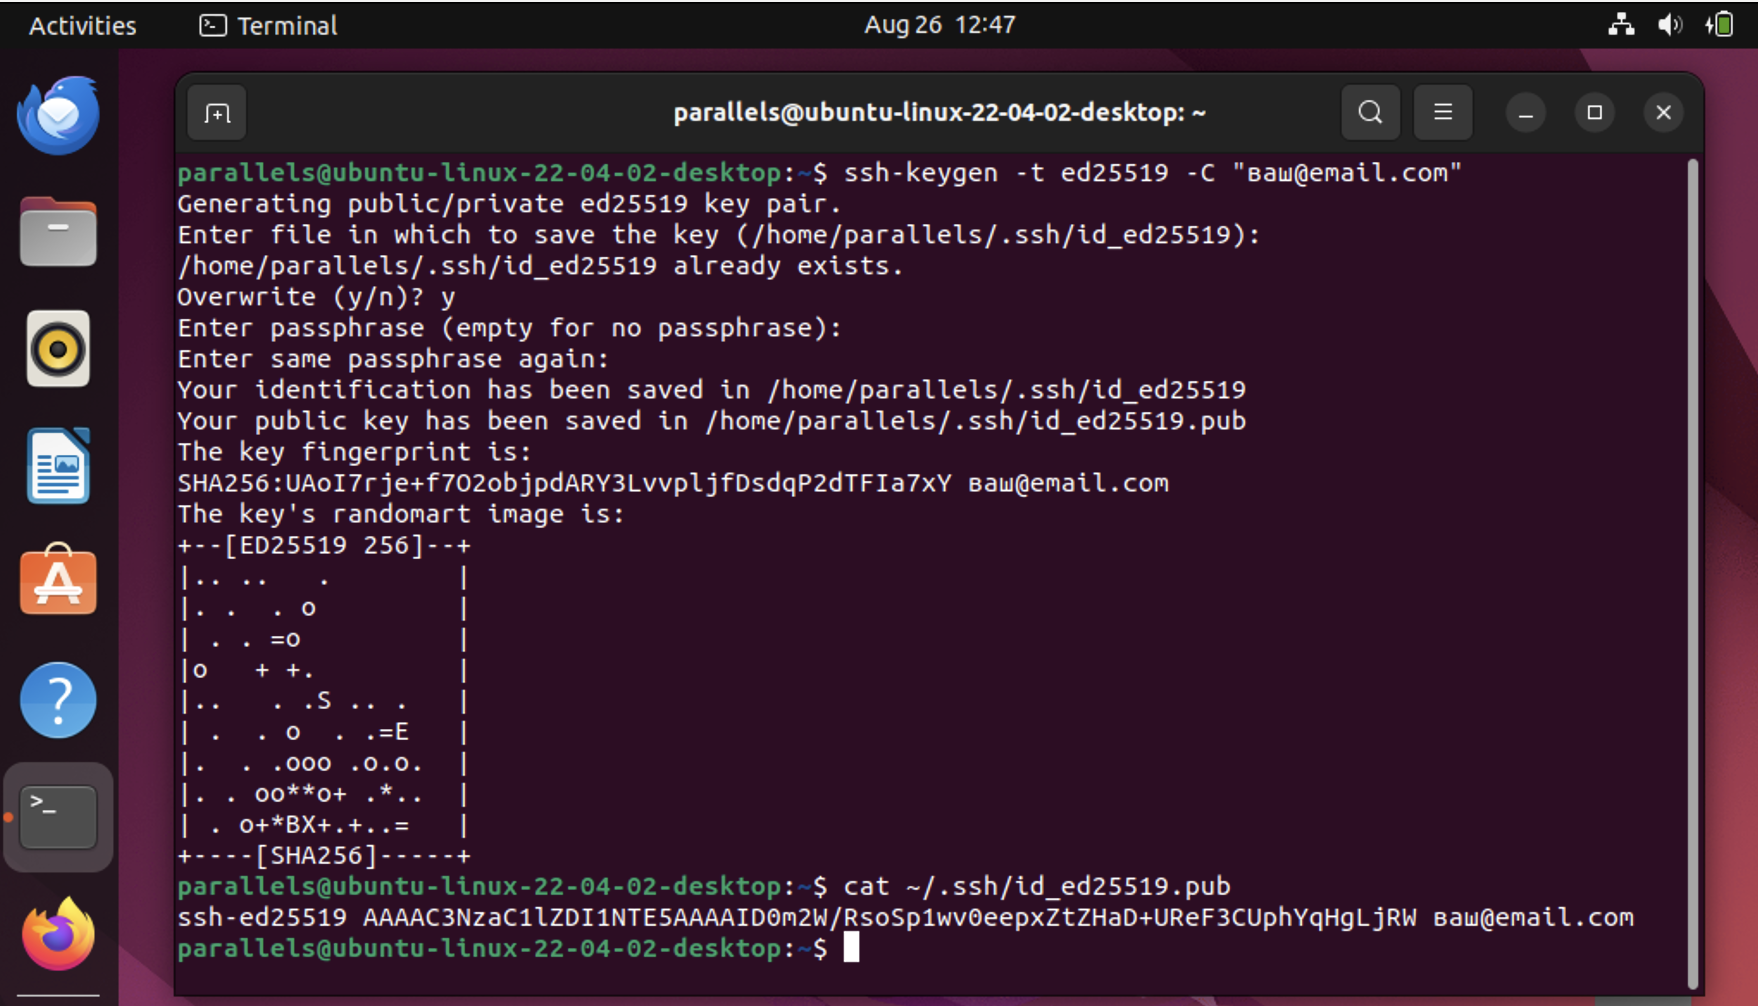 Activities
Terminal
Aug 26 12:47
parallels@ubuntu-linux-22-04-02-desktop: ~
parallels@ubuntu-linux-22-04-02-desktop:~$ ssh-keygen -t ed25519 -C "ваш@email.com"
Generating public/private ed25519 key pair.
Enter file in which to save the key (/home/parallels/.ssh/id_ed25519):
/home/parallels/.ssh/id_ed25519 already exists.
Overwrite (y/n)? y
Enter passphrase (empty for no passphrase):
Enter same passphrase again:
Your identification has been saved in /home/parallels/.ssh/id_ed25519
Your public key has been saved in /home/parallels/.ssh/id_ed25519.pub
The key fingerprint is:
SHA256:UAoI7rje+f7O2objpdARY3LvvpljfDsdqP2dTFIa7xY ваш@email.com
The key's randomart image is:
+--[ED25519 256]--+
|.. ..   .        |
|. .  . o         |
| . . =o          |
|o   + +.         |
|..   . .S .. .   |
| .  . o  . .=E   |
|.  . .ooo .o.o.  |
|. . oo**o+ .*..  |
| . o+*BX+.+..=   |
+----[SHA256]-----+
parallels@ubuntu-linux-22-04-02-desktop:~$ cat ~/.ssh/id_ed25519.pub
ssh-ed25519 AAAAC3NzaC1lZDI1NTE5AAAAID0m2W/RsoSp1wv0eepxZtZHaD+UReF3CUphYqHgLjRW ваш@email.com
parallels@ubuntu-linux-22-04-02-desktop:~$